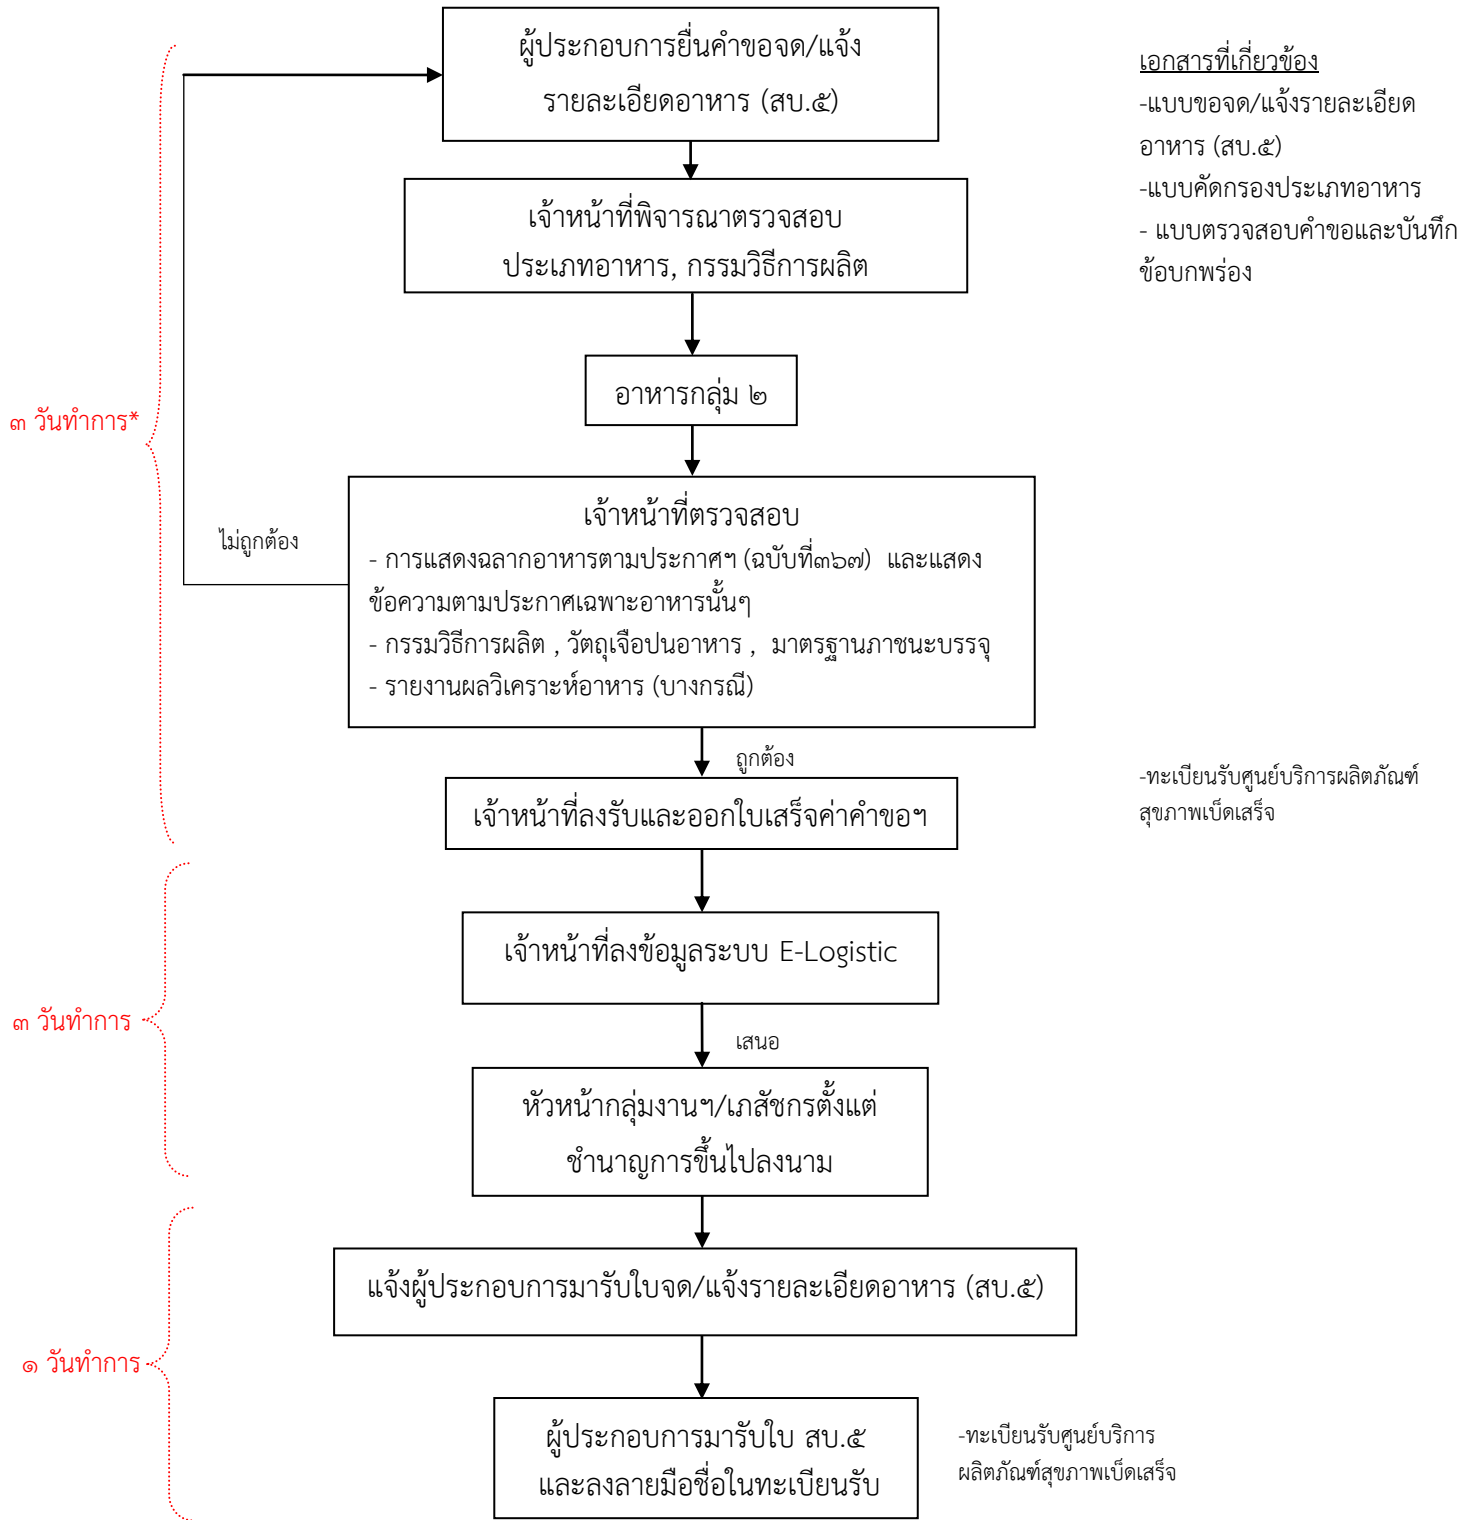 ผู้ประกอบการยื่นคำขอจด/แจ้ง
รายละเอียดอาหาร (สบ.๕)
เอกสารที่เกี่ยวข้อง
-แบบขอจด/แจ้งรายละเอียด
อาหาร (สบ.๕)
-แบบคัดกรองประเภทอาหาร
- แบบตรวจสอบคำขอและบันทึก
ข้อบกพร่อง
เจ้าหน้าที่พิจารณาตรวจสอบ
ประเภทอาหาร, กรรมวิธีการผลิต
อาหารกลุ่ม ๒
๓ วันทำการ*
ไม่ถูกต้อง
เจ้าหน้าที่ตรวจสอบ
- การแสดงฉลากอาหารตามประกาศฯ (ฉบับที่๓๖๗) และแสดง
ข้อความตามประกาศเฉพาะอาหารนั้นๆ
- กรรมวิธีการผลิต , วัตถุเจือปนอาหาร , มาตรฐานภาชนะบรรจุ
- รายงานผลวิเคราะห์อาหาร (บางกรณี)
ถูกต้อง
เจ้าหน้าที่ลงรับและออกใบเสร็จค่าคำขอฯ
-ทะเบียนรับศูนย์บริการผลิตภัณฑ์
สุขภาพเบ็ดเสร็จ
เจ้าหน้าที่ลงข้อมูลระบบ E-Logistic
๓ วันทำการ
เสนอ
หัวหน้ากลุ่มงานฯ/เภสัชกรตั้งแต่
ชำนาญการขึ้นไปลงนาม
แจ้งผู้ประกอบการมารับใบจด/แจ้งรายละเอียดอาหาร (สบ.๕)
๑ วันทำการ
ผู้ประกอบการมารับใบ สบ.๕
และลงลายมือชื่อในทะเบียนรับ
-ทะเบียนรับศูนย์บริการ
ผลิตภัณฑ์สุขภาพเบ็ดเสร็จ